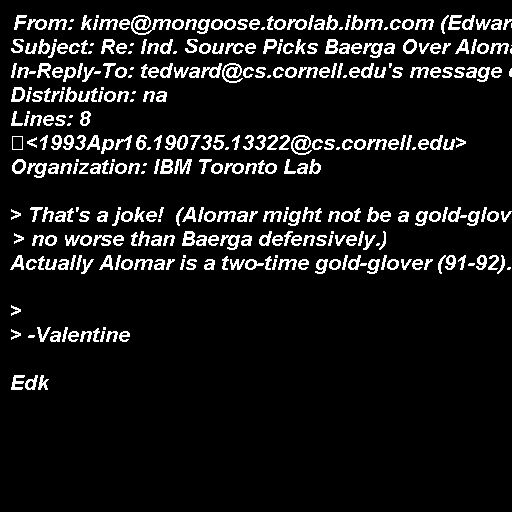 From: kime@mongoose.torolab.ibm.com (Edward
Subject: Re: Ind. Source Picks Baerga Over Aloma
In-Reply-To: tedward@cs.cornell.edu's message o
Distribution: na
Lines: 8
<1993Apr16.190735.13322@cs.cornell.edu>
Organization: IBM Toronto Lab

> That's a joke!  (Alomar might not be a gold-glov
> no worse than Baerga defensively.)
Actually Alomar is a two-time gold-glover (91-92).

>
> -Valentine

Edk